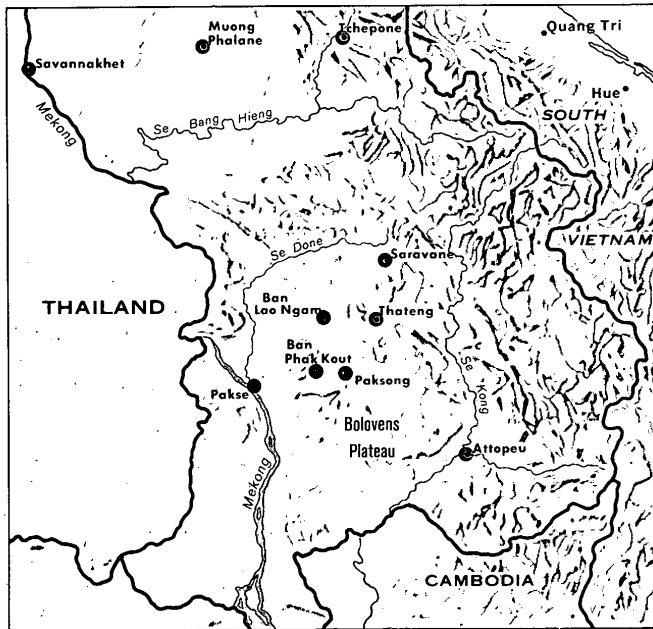 Muong
Phalane
Tchepone
Quang Tri
Savannakhet
Hue
Mekong
Se Bang Hieng
SOUTH
VIETNAM
Se Done
Saravane
THAILAND
Ban
Lao Ngam
Thateng
Ban
Phak Kout
Pakse
Paksong
Se Kong
Bolovens
Plateau
Attopeu
Mekong
CAMBODIA